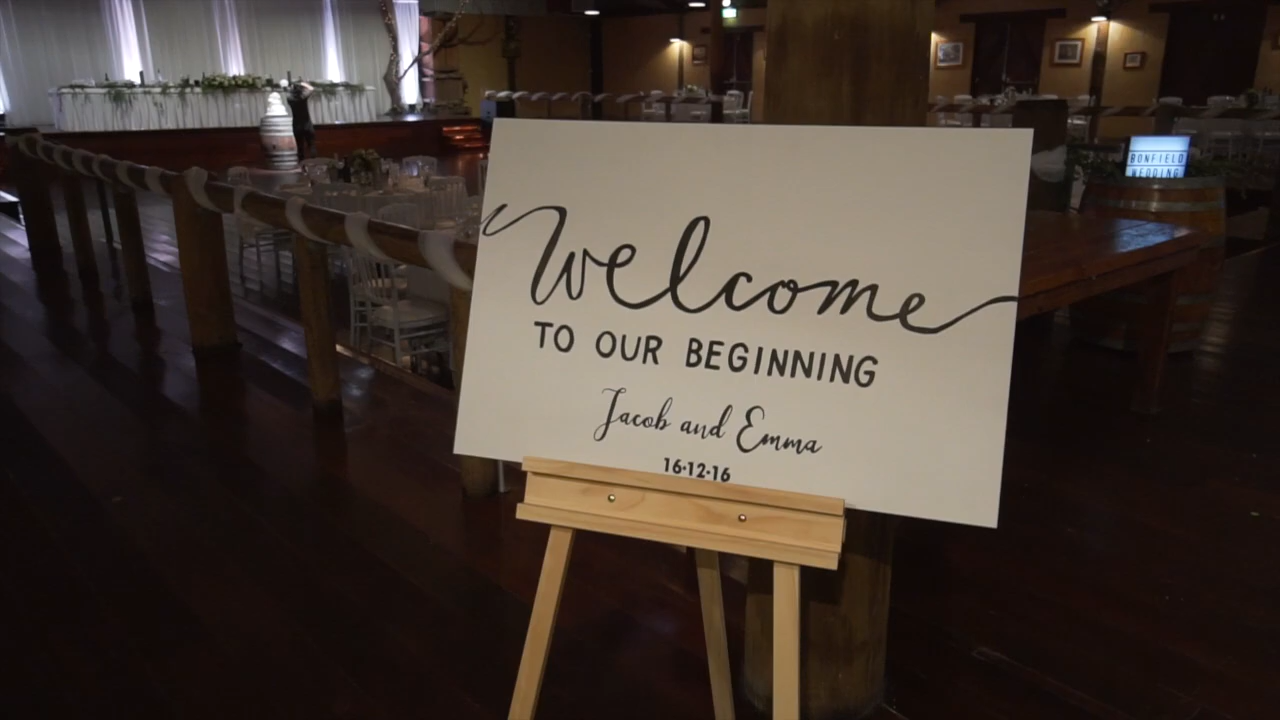 Welcome
TO OUR BEGINNING
Jacob and Emma
16·12·16
BONFIELD
WEDDING